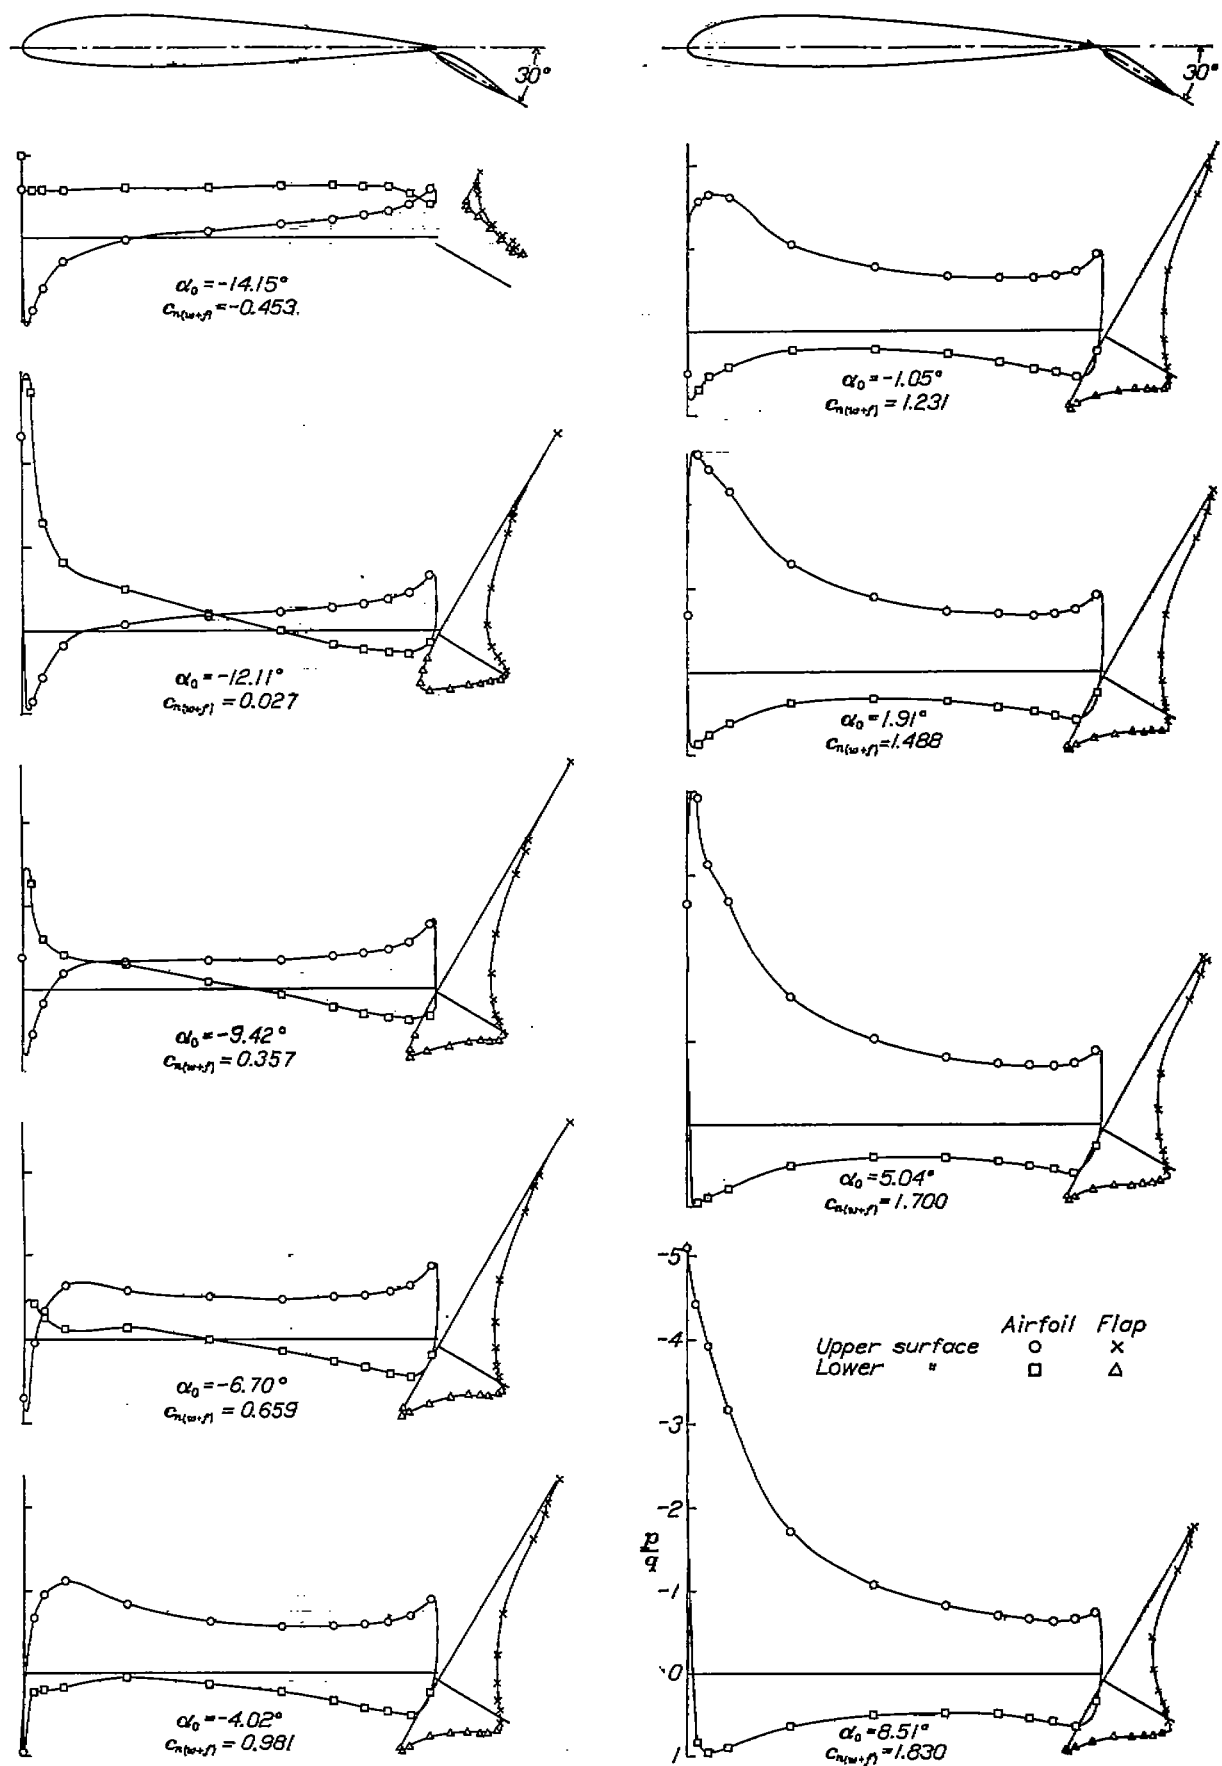 30°
α₀ = -14.15°
cₙ₍w+f₎ = -0.453
α₀ = -12.11°
cₙ₍w+f₎ = 0.027
α₀ = -9.42°
cₙ₍w+f₎ = 0.357
α₀ = -6.70°
cₙ₍w+f₎ = 0.659
α₀ = -4.02°
cₙ₍w+f₎ = 0.981
30°
α₀ = -1.05°
cₙ₍w+f₎ = 1.231
α₀ = 1.91°
cₙ₍w+f₎ = 1.488
α₀ = 5.04°
cₙ₍w+f₎ = 1.700
-5
-4
-3
-2
-1
0
1
p/q
Airfoil Flap
Upper surface ○ ×
Lower " □ △
α₀ = 8.51°
cₙ₍w+f₎ = 1.830